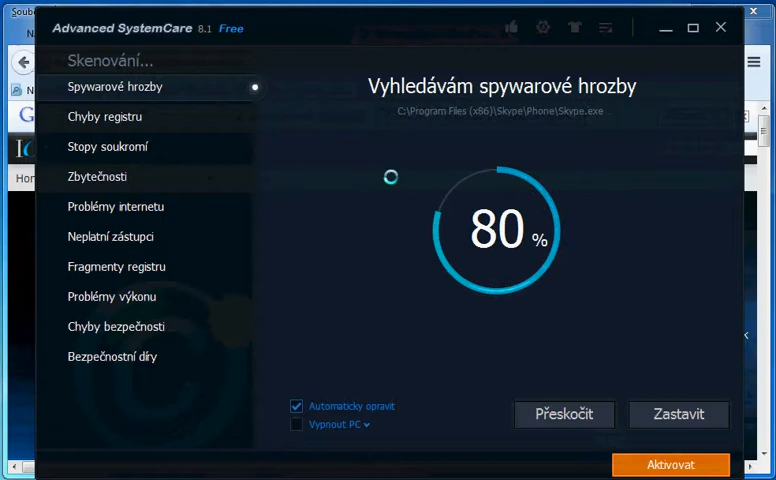 Soub
Advanced SystemCare 8.1 Free
Skenování...
Spywarové hrozby
Chyby registru
Stopy soukromí
Zbytečnosti
Problémy internetu
Neplatní zástupci
Fragmenty registru
Problémy výkonu
Chyby bezpečnosti
Bezpečnostní díry
Vyhledávám spywarové hrozby
C:\Program Files (x86)\Skype\Phone\Skype.exe
80 %
Automaticky opravit
Vypnout PC
Přeskočit
Zastavit
Aktivovat